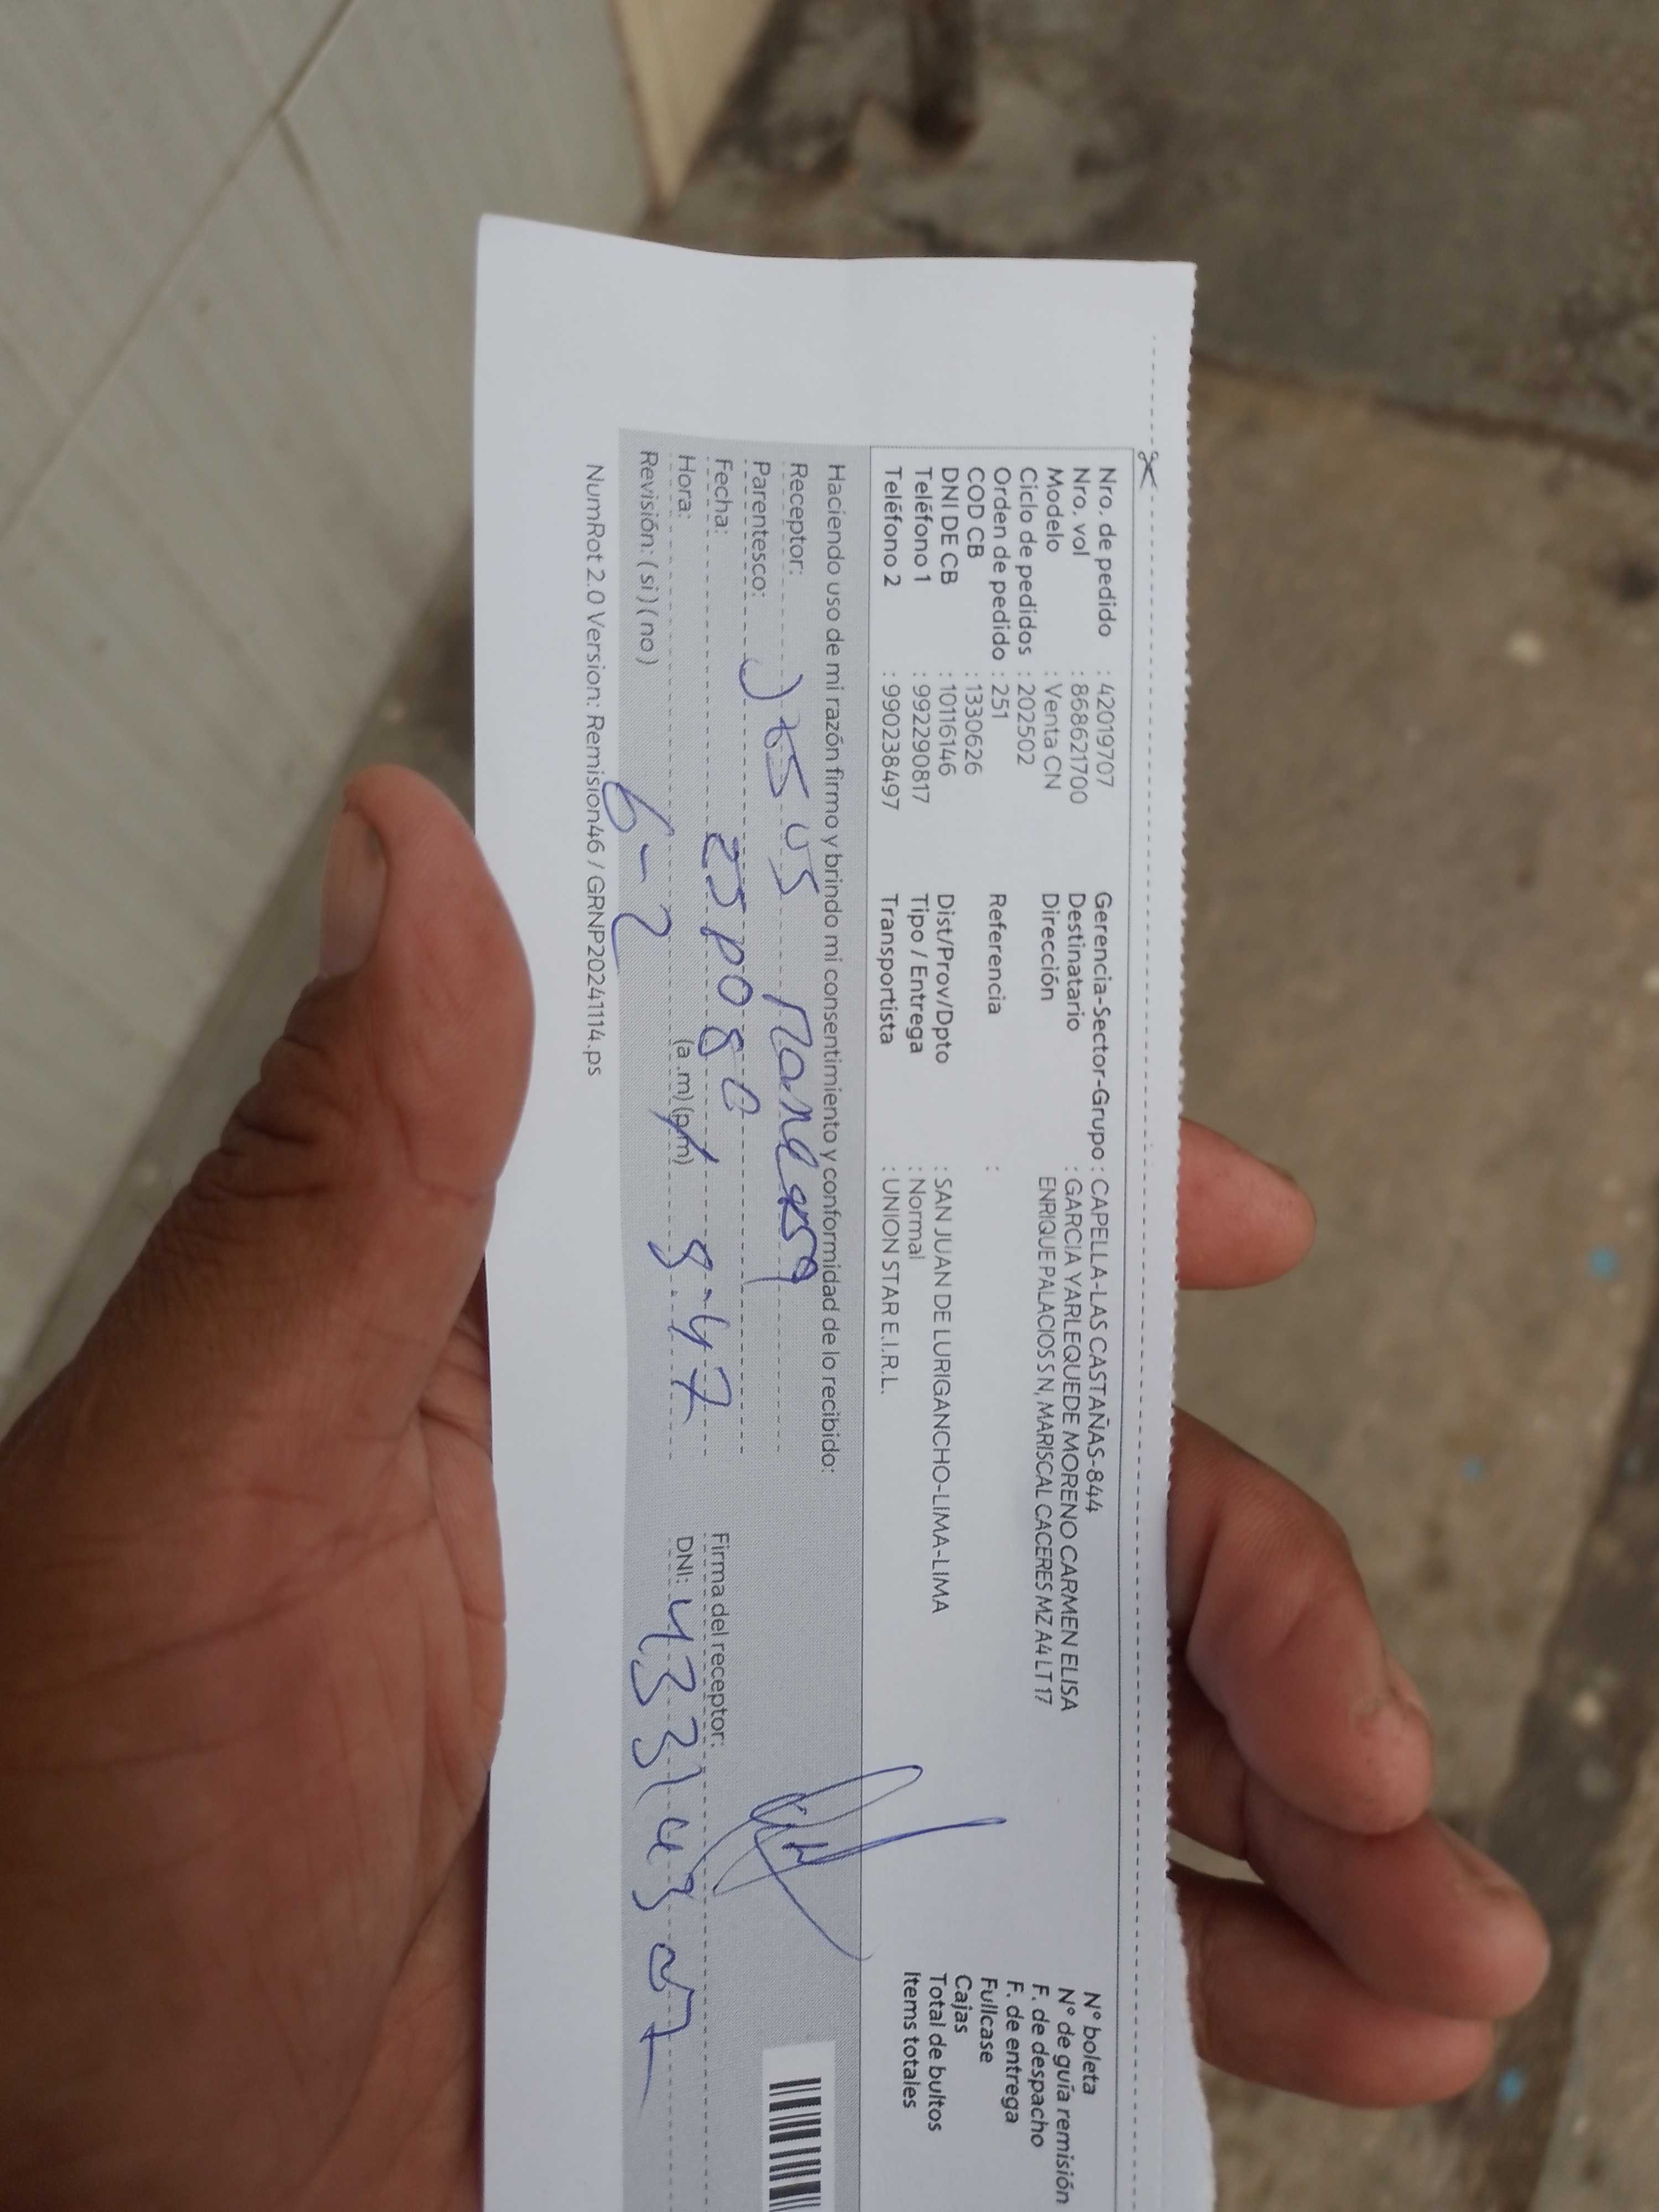 Nro. de pedido : 42019707
Nro. vol : 868621700
Modelo : Venta CN
Ciclo de pedidos : 202502
Orden de pedido : 251
COD CB : 1330626
DNI DE CB : 10116146
Teléfono 1 : 992290817
Teléfono 2 : 990238497
Gerencia-Sector-Grupo : CAPELLA-LAS CASTAÑAS-844
Destinatario : GARCIA YARLEQUEDE MORENO CARMEN ELISA
Dirección ENRIQUE PALACIOS S N, MARISCAL CACERES MZ A4 LT 17
Referencia :
Dist/Prov/Dpto : SAN JUAN DE LURIGANCHO-LIMA-LIMA
Tipo / Entrega : Normal
Transportista : UNION STAR E.I.R.L.
N° boleta
N° de guía remisión
F. de despacho
F. de entrega
Fullcase
Cajas
Total de bultos
Items totales
Haciendo uso de mi razón firmo y brindo mi consentimiento y conformidad de lo recibido:
Receptor:
Parentesco:
Fecha:
Hora: (a .m) (p.m) 8-47
Revisión: ( si ) ( no ) 6-2
Firma del receptor:
DNI:
NumRot 2.0 Version: Remision46 / GRNP20241114.ps